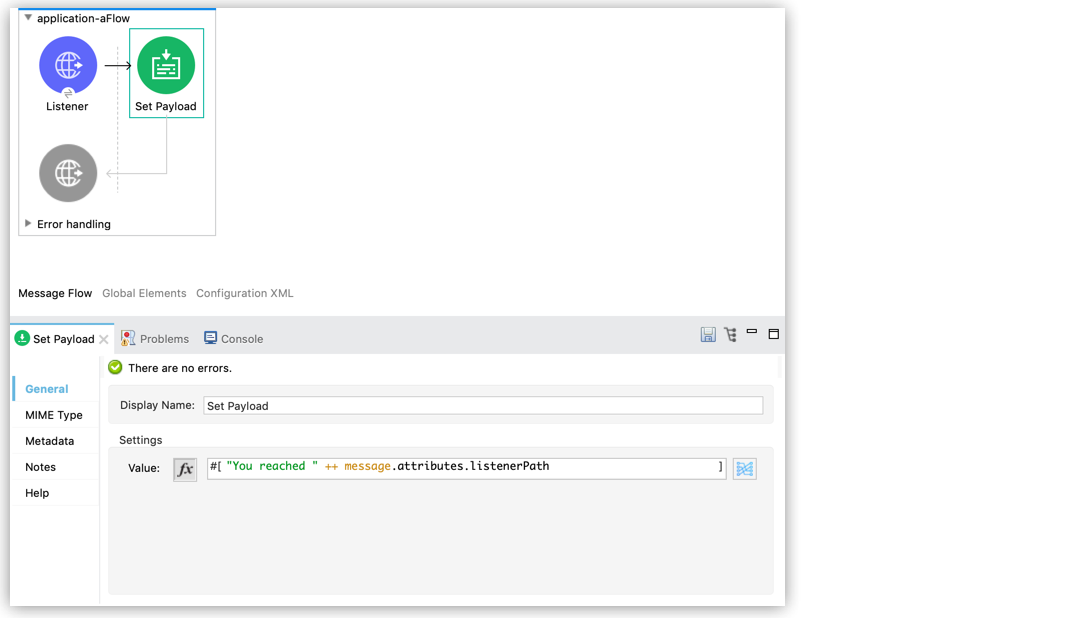 application-aFlow
Listener
Set Payload
Error handling
Message Flow Global Elements Configuration XML
Set Payload Problems Console
There are no errors.
General
MIME Type
Metadata
Notes
Help
Display Name: Set Payload
Settings
Value: fx #[ "You reached " ++ message.attributes.listenerPath ]